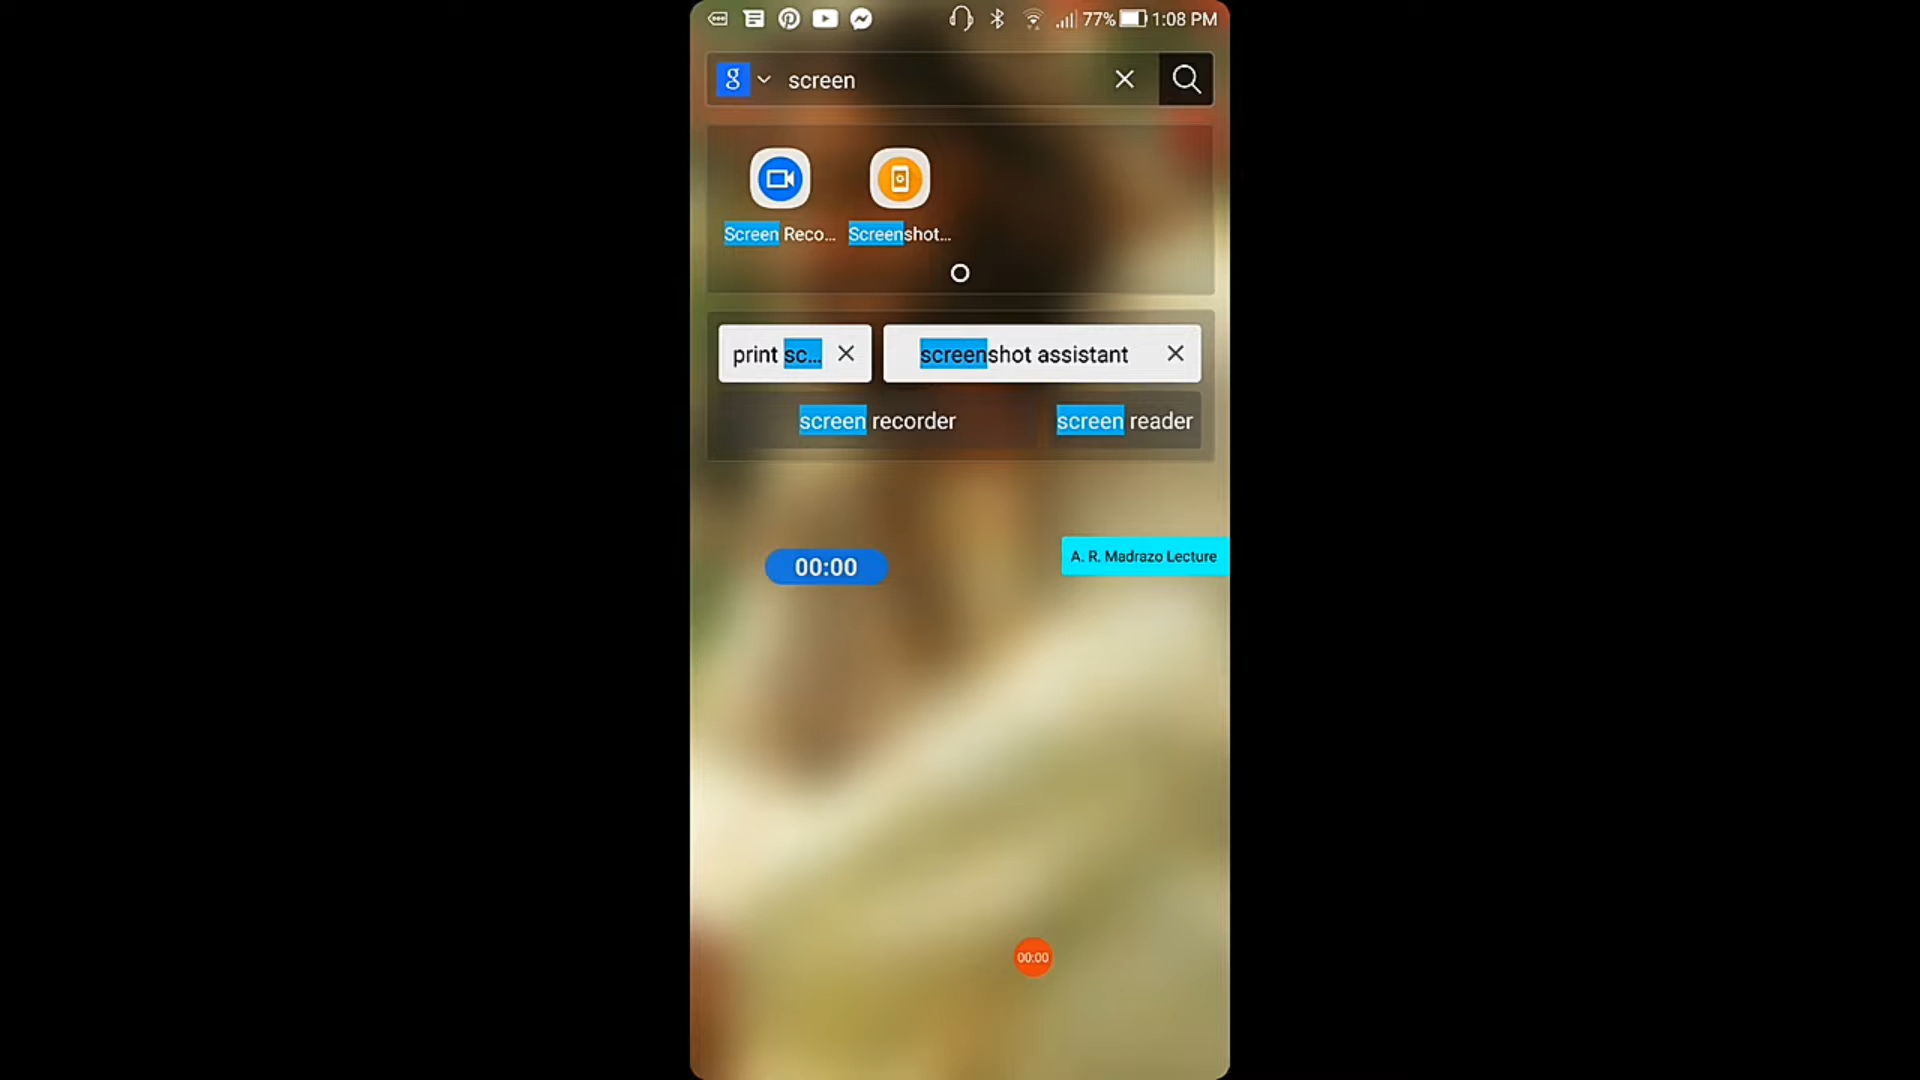 77% 1:08 PM
g screen
Screen Reco... Screenshot...
print sc... screenshot assistant
screen recorder screen reader
A. R. Madrazo Lecture
00:00
00:00